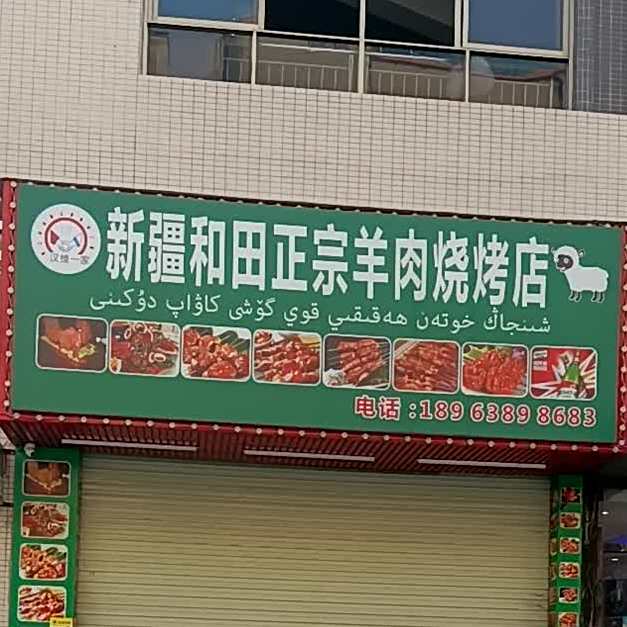 汉维一家
新疆和田正宗羊肉烧烤店
شىنجاڭ خوتەن ھەقىقىي قوي گۆشى كاۋاپ دۇكىنى
电话:189 6389 8683